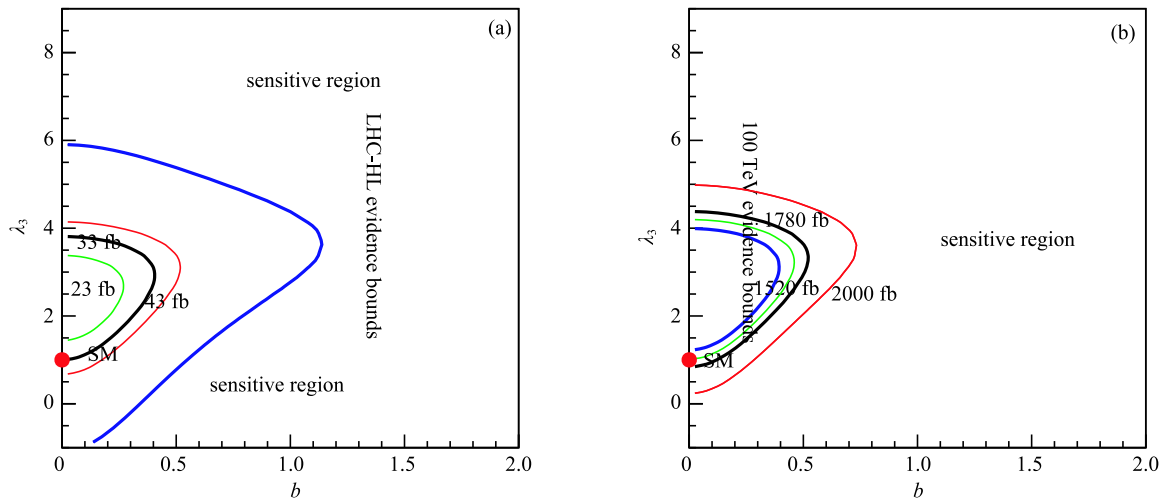 (a)
8
6
4
2
0
λ3
sensitive region
LHC-HL evidence bounds
33 fb
23 fb
43 fb
SM
sensitive region
0
0.5
1.0
1.5
2.0
b
(b)
8
6
4
2
0
λ3
100 TeV evidence bounds
1780 fb
sensitive region
1520 fb
2000 fb
SM
0
0.5
1.0
1.5
2.0
b